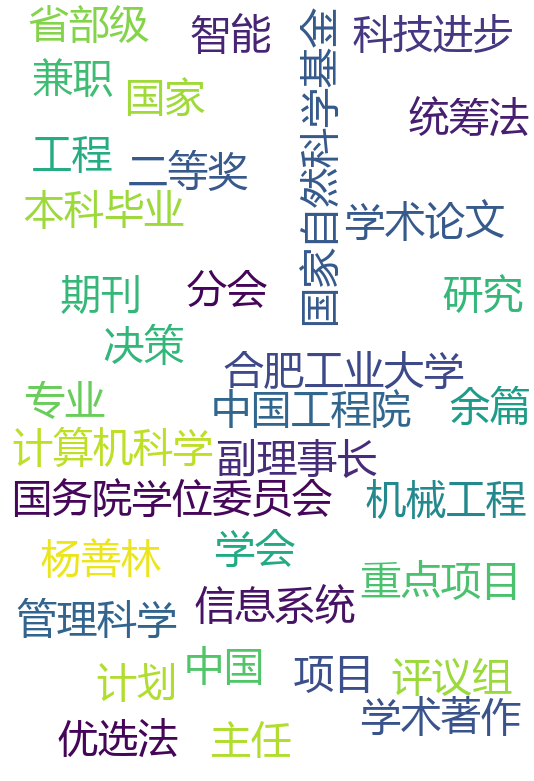 省部级
智能
国家自然科学基金
科技进步
兼职
国家
统筹法
工程
二等奖
本科毕业
学术论文
期刊
分会
研究
决策
合肥工业大学
专业
中国工程院
余篇
计算机科学
副理事长
国务院学位委员会
机械工程
杨善林
学会
重点项目
管理科学
信息系统
计划
中国
项目
评议组
优选法
主任
学术著作